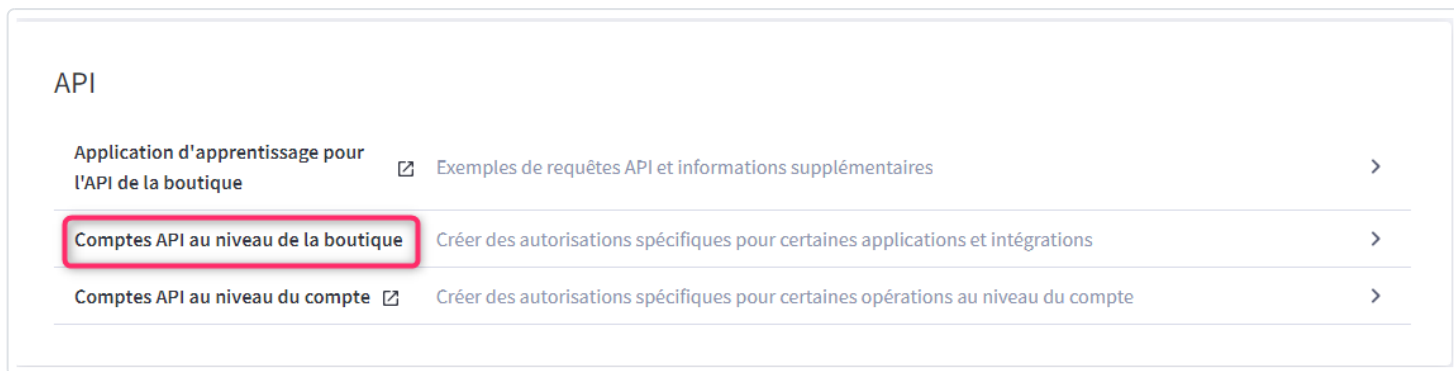 API
Application d'apprentissage pour
l'API de la boutique
Exemples de requêtes API et informations supplémentaires
Comptes API au niveau de la boutique
Créer des autorisations spécifiques pour certaines applications et intégrations
Comptes API au niveau du compte
Créer des autorisations spécifiques pour certaines opérations au niveau du compte